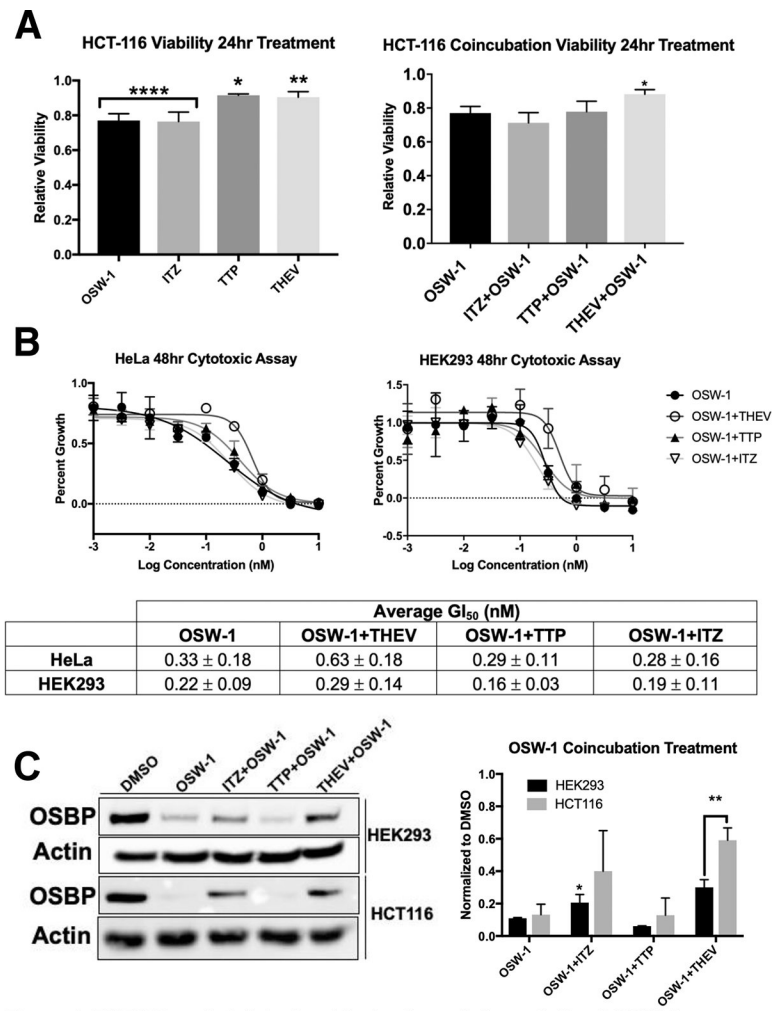 A
HCT-116 Viability 24hr Treatment
Relative Viability
1.0
0.8
0.6
0.4
0.2
0.0
****
*
**
OSW-1
ITZ
TTP
THEV
HCT-116 Coincubation Viability 24hr Treatment
Relative Viability
1.0
0.8
0.6
0.4
0.2
0.0
*
OSW-1
ITZ+OSW-1
TTP+OSW-1
THEV+OSW-1
B
HeLa 48hr Cytotoxic Assay
Percent Growth
1.0
0.5
0.0
-3 -2 -1 0 1
Log Concentration (nM)
HEK293 48hr Cytotoxic Assay
Percent Growth
1.5
1.0
0.5
0.0
-0.5
-3 -2 -1 0 1
Log Concentration (nM)
OSW-1
OSW-1+THEV
OSW-1+TTP
OSW-1+ITZ
Average GI50 (nM)
OSW-1 OSW-1+THEV OSW-1+TTP OSW-1+ITZ
HeLa 0.33 ± 0.18 0.63 ± 0.18 0.29 ± 0.11 0.28 ± 0.16
HEK293 0.22 ± 0.09 0.29 ± 0.14 0.16 ± 0.03 0.19 ± 0.11
C
DMSO
OSW-1
ITZ+OSW-1
TTP+OSW-1
THEV+OSW-1
OSBP
Actin
HEK293
OSBP
Actin
HCT116
OSW-1 Coincubation Treatment
Normalized to DMSO
1.0
0.8
0.6
0.4
0.2
0.0
HEK293
HCT116
*
**
OSW-1
OSW-1+ITZ
OSW-1+TTP
OSW-1+THEV